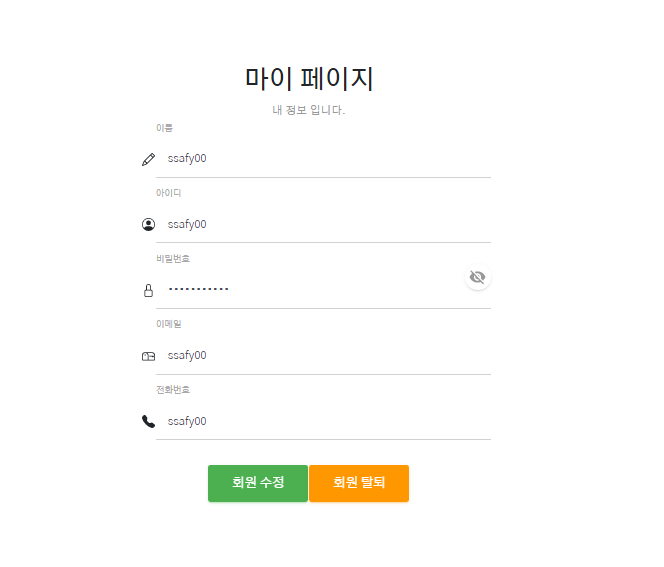 마이 페이지
내 정보 입니다.
이름
ssafy00
아이디
ssafy00
비밀번호
•••••••••••
이메일
ssafy00
전화번호
ssafy00
회원 수정 회원 탈퇴